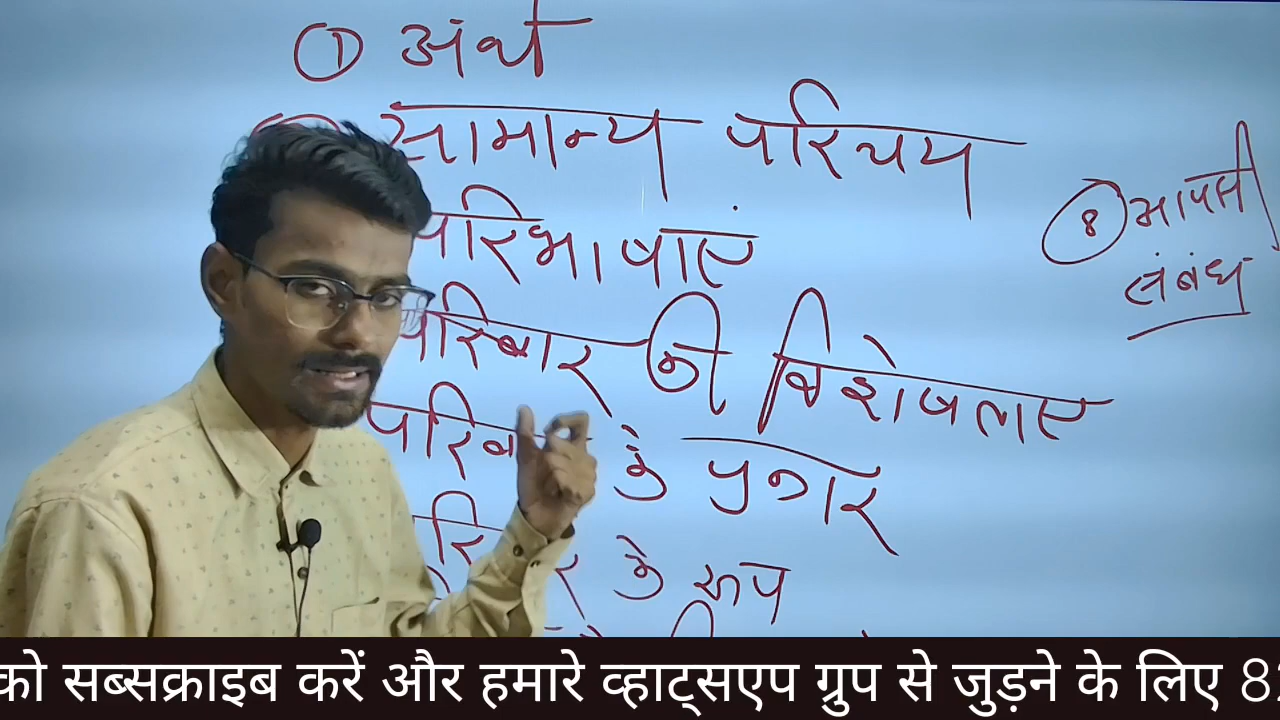 ① अर्थ
सामान्य परिचय
परिभाषाएं
परिवार की विशेषताए
परिवार के प्रकार
के रूप
⑧ आपसी
संबंध
को सब्सक्राइब करें और हमारे व्हाट्सएप ग्रुप से जुड़ने के लिए 8